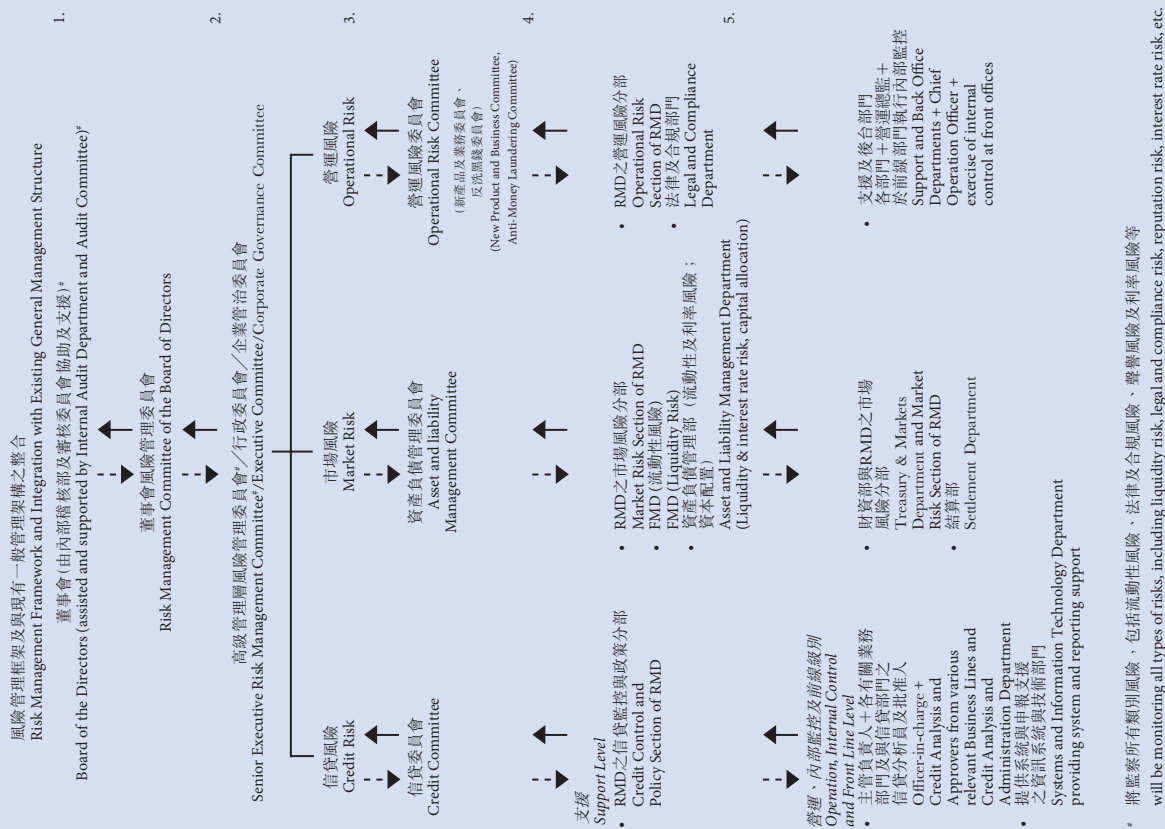 風險管理框架及與現有一般管理架構之整合
Risk Management Framework and Integration with Existing General Management Structure
1.
董事會(由內部稽核部及審核委員會協助及支援)#
Board of the Directors (assisted and supported by Internal Audit Department and Audit Committee)#
董事會風險管理委員會
Risk Management Committee of the Board of Directors
2.
高級管理層風險管理委員會#／行政委員會／企業管治委員會
Senior Executive Risk Management Committee#/Executive Committee/Corporate Governance Committee
3.
信貸風險
Credit Risk
市場風險
Market Risk
營運風險
Operational Risk
信貸委員會
Credit Committee
資產負債管理委員會
Asset and liability
Management Committee
營運風險委員會
Operational Risk Committee
(新產品及業務委員會、
反洗黑錢委員會)
(New Product and Business Committee,
Anti-Money Laundering Committee)
4.
支援
Support Level
• RMD之信貸監控與政策分部
Credit Control and
Policy Section of RMD
• RMD之市場風險分部
Market Risk Section of RMD
• FMD (流動性風險)
FMD (Liquidity Risk)
• 資產負債管理部（流動性及利率風險；
資本配置）
Asset and Liability Management Department
(Liquidity & interest rate risk, capital allocation)
• RMD之營運風險分部
Operational Risk
Section of RMD
• 法律及合規部門
Legal and Compliance
Department
5.
營運、內部監控及前線級別
Operation, Internal Control
and Front Line Level
• 主管負責人＋各有關業務
部門及與信貸部門之
信貸分析員及批准人
Officer-in-charge +
Credit Analysis and
Approvers from various
relevant Business Lines and
Credit Analysis and
Administration Department
• 提供系統與申報支援
之資訊系統與技術部門
Systems and Information Technology Department
providing system and reporting support
• 財資部與RMD之市場
風險分部
Treasury & Markets
Department and Market
Risk Section of RMD
• 結算部
Settlement Department
• 支援及後台部門
各部門＋營運總監＋
於前線部門執行內部監控
Support and Back Office
Departments + Chief
Operation Officer +
exercise of internal
control at front offices
# 將監察所有類別風險，包括流動性風險、法律及合規風險、聲譽風險及利率風險等
will be monitoring all types of risks, including liquidity risk, legal and compliance risk, reputation risk, interest rate risk, etc.